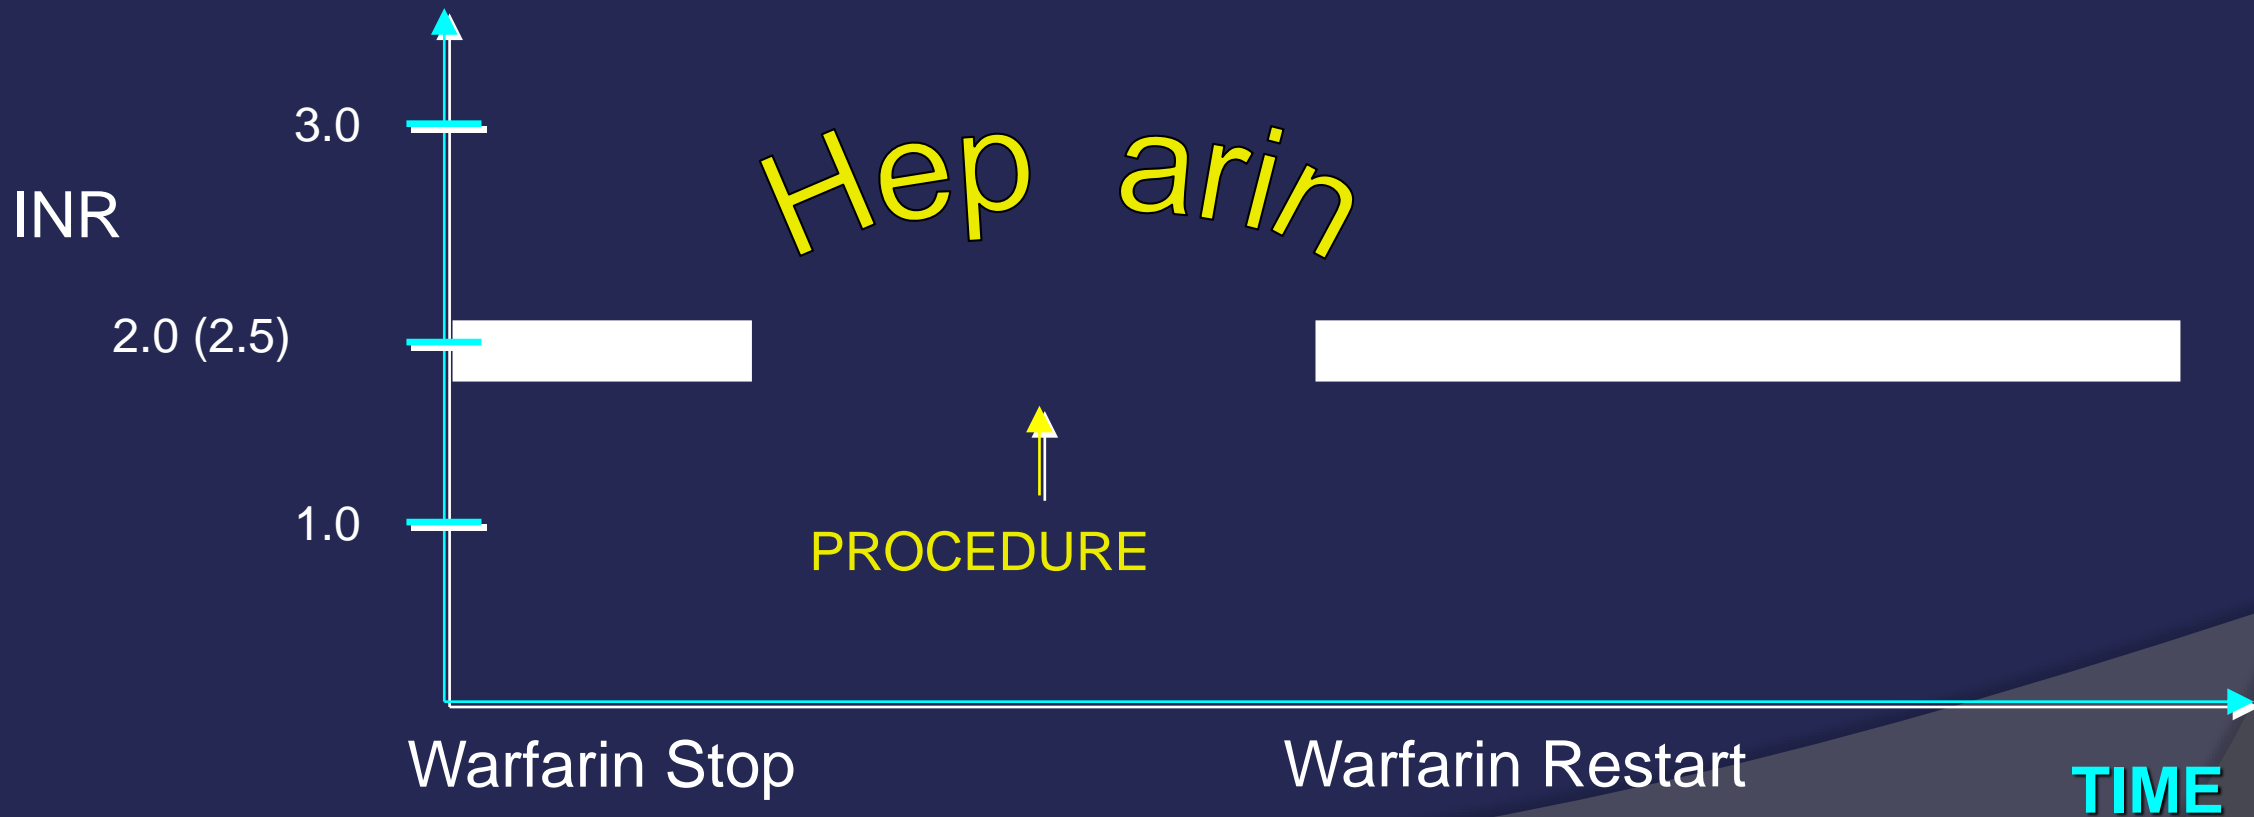 3.0
Hep arin
INR
2.0 (2.5)
1.0
PROCEDURE
Warfarin Stop
Warfarin Restart
TIME